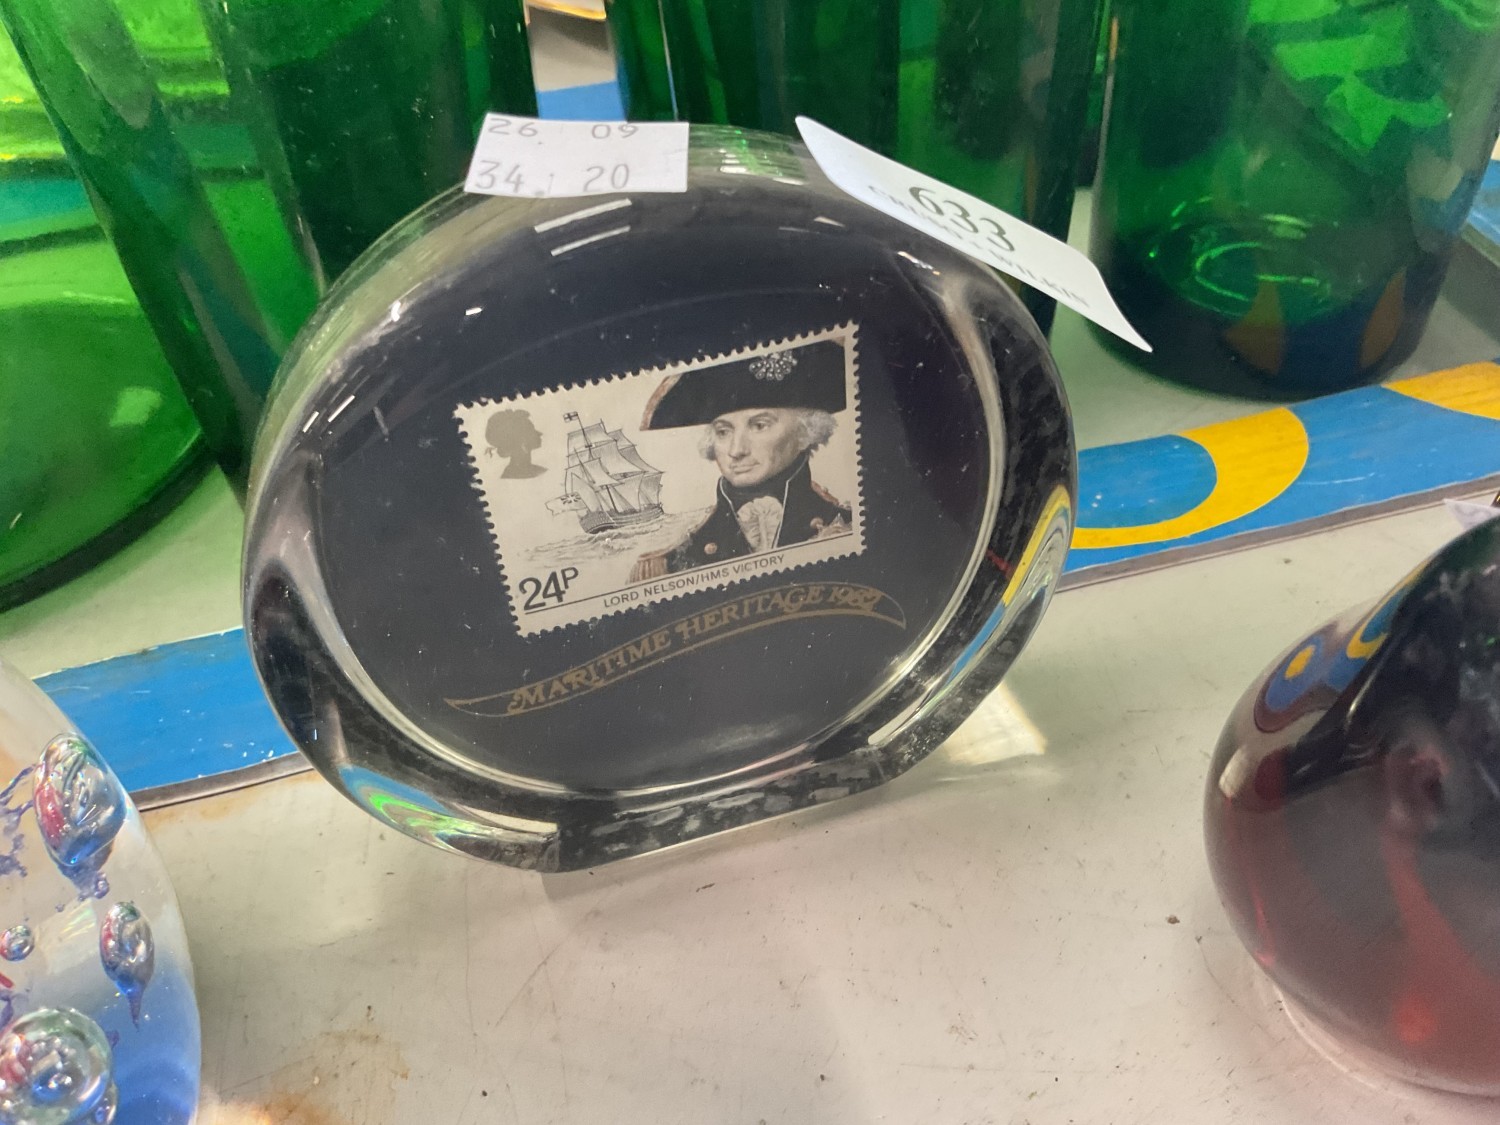 26. 09
34. 20
633
24P
LORD NELSON/HMS VICTORY
MARITIME HERITAGE 1982